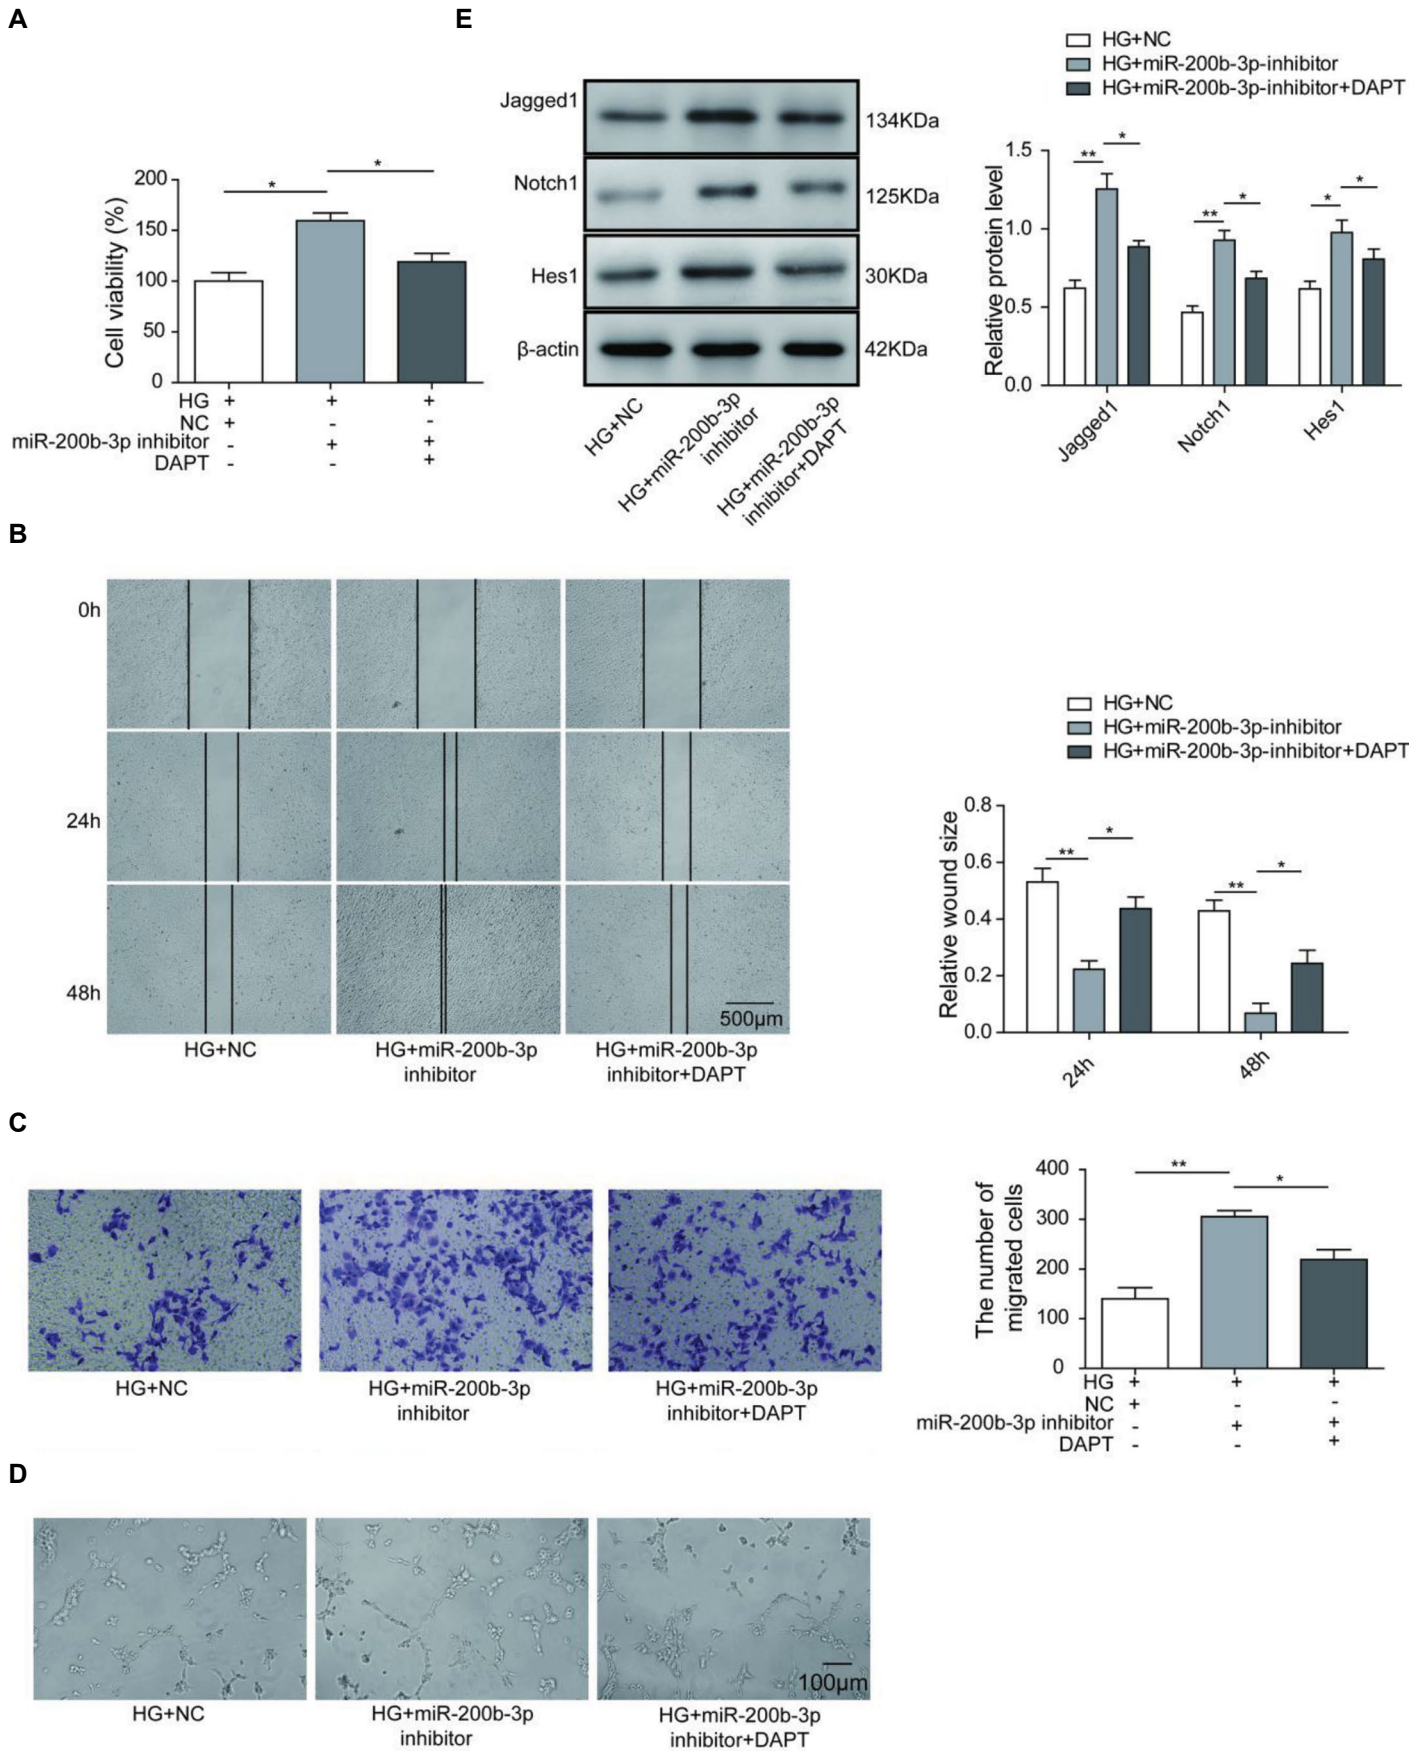 A
200
150
100
50
0
Cell viability (%)
*
*
HG + + +
NC + - -
miR-200b-3p inhibitor - + +
DAPT - - +
E
Jagged1
134KDa
Notch1
125KDa
Hes1
30KDa
β-actin
42KDa
HG+NC
HG+miR-200b-3p
inhibitor
HG+miR-200b-3p
inhibitor+DAPT
HG+NC
HG+miR-200b-3p-inhibitor
HG+miR-200b-3p-inhibitor+DAPT
1.5
1.0
0.5
0.0
Relative protein level
** *
** *
* *
Jagged1
Notch1
Hes1
B
0h
24h
48h
500µm
HG+NC
HG+miR-200b-3p
inhibitor
HG+miR-200b-3p
inhibitor+DAPT
HG+NC
HG+miR-200b-3p-inhibitor
HG+miR-200b-3p-inhibitor+DAPT
0.8
0.6
0.4
0.2
0.0
Relative wound size
** *
** *
24h
48h
C
HG+NC
HG+miR-200b-3p
inhibitor
HG+miR-200b-3p
inhibitor+DAPT
400
300
200
100
0
The number of
migrated cells
**
*
HG + + +
NC + - -
miR-200b-3p inhibitor - + +
DAPT - - +
D
100µm
HG+NC
HG+miR-200b-3p
inhibitor
HG+miR-200b-3p
inhibitor+DAPT